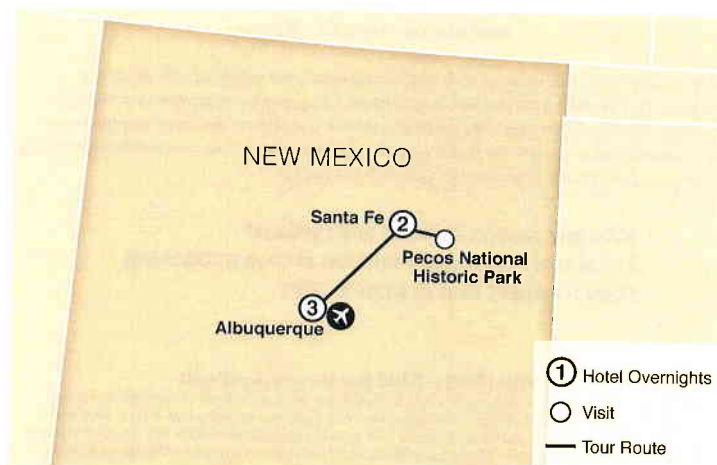 NEW MEXICO
Santa Fe
2
Pecos National
Historic Park
3
Albuquerque
1 Hotel Overnights
Visit
Tour Route